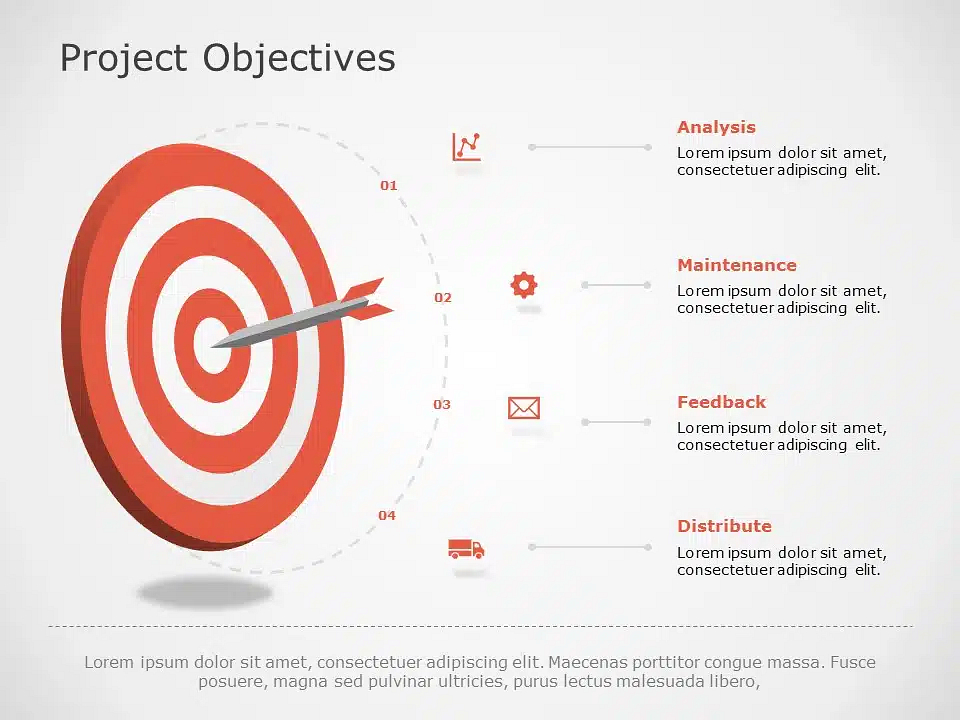 Project Objectives
01
Analysis
Lorem ipsum dolor sit amet,
consectetuer adipiscing elit.
02
Maintenance
Lorem ipsum dolor sit amet,
consectetuer adipiscing elit.
03
Feedback
Lorem ipsum dolor sit amet,
consectetuer adipiscing elit.
04
Distribute
Lorem ipsum dolor sit amet,
consectetuer adipiscing elit.
Lorem ipsum dolor sit amet, consectetuer adipiscing elit. Maecenas porttitor congue massa. Fusce
posuere, magna sed pulvinar ultricies, purus lectus malesuada libero,